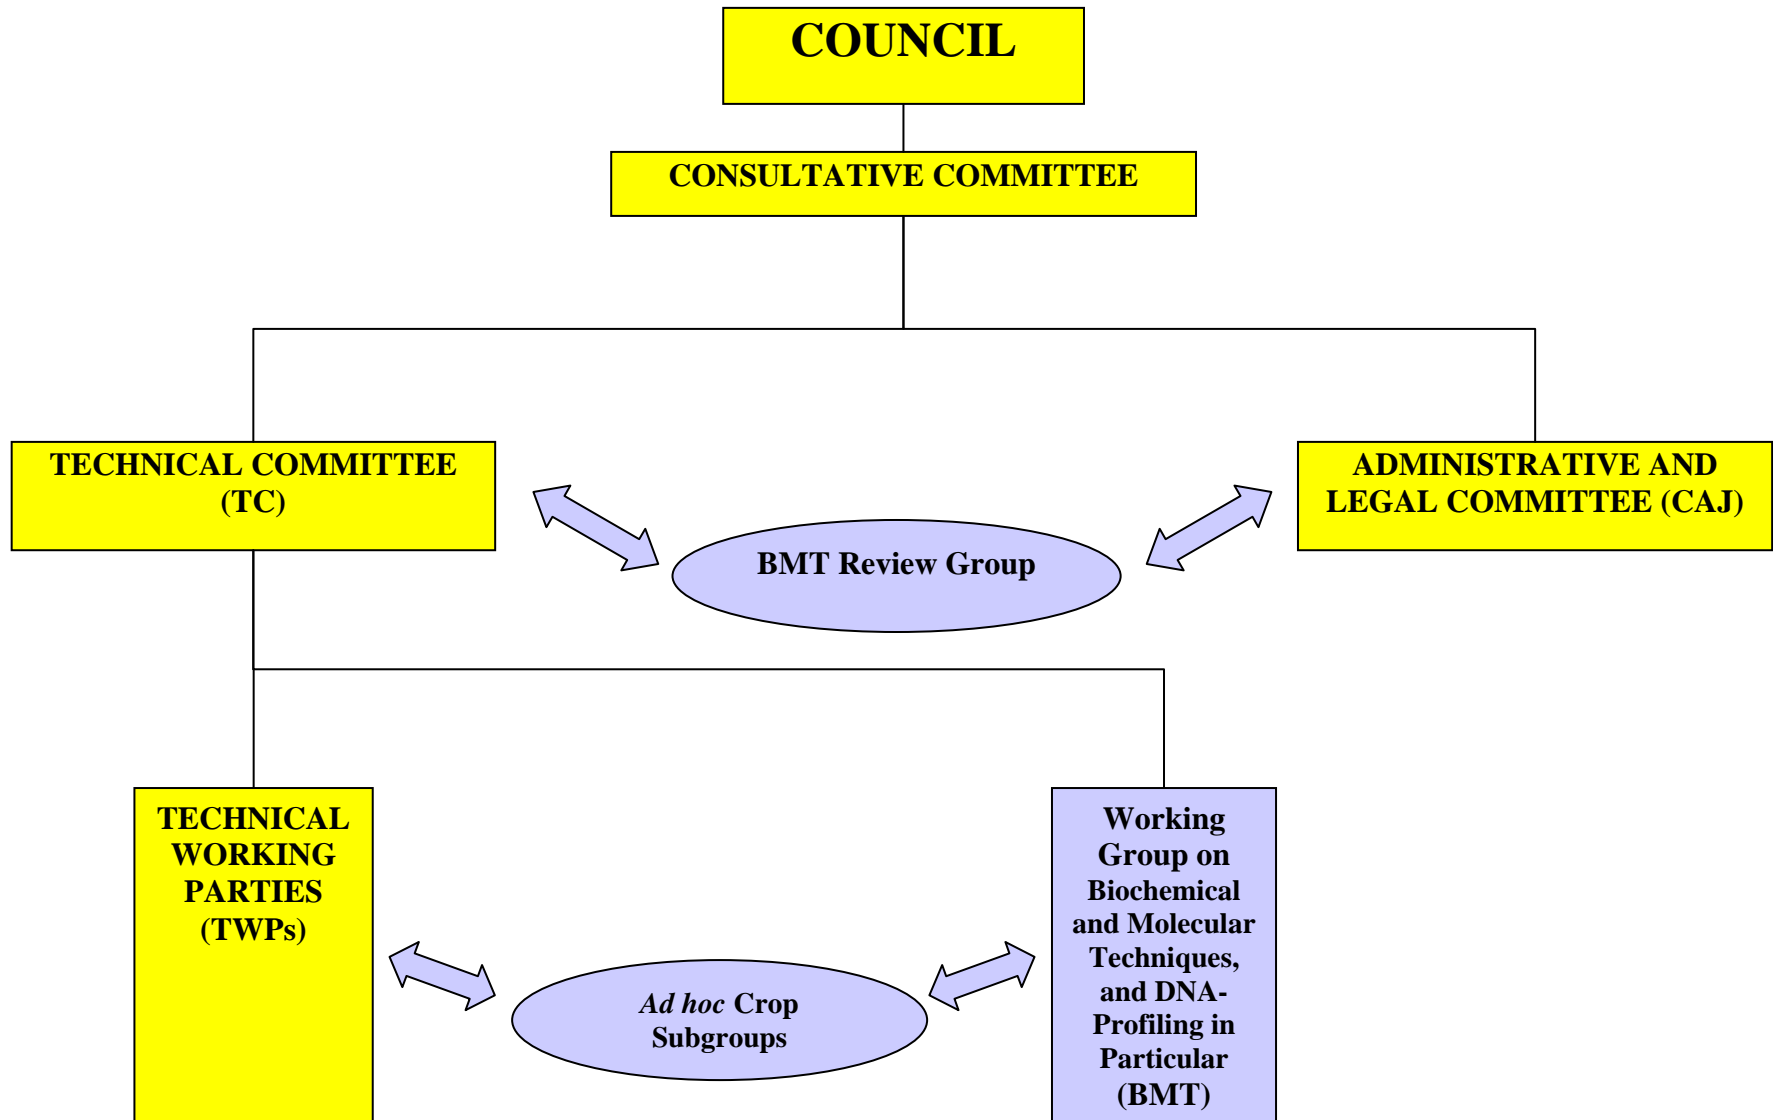 COUNCIL
CONSULTATIVE COMMITTEE
TECHNICAL COMMITTEE
(TC)
ADMINISTRATIVE AND
LEGAL COMMITTEE (CAJ)
BMT Review Group
TECHNICAL
WORKING
PARTIES
(TWPs)
Ad hoc Crop
Subgroups
Working
Group on
Biochemical
and Molecular
Techniques,
and DNA-
Profiling in
Particular
(BMT)